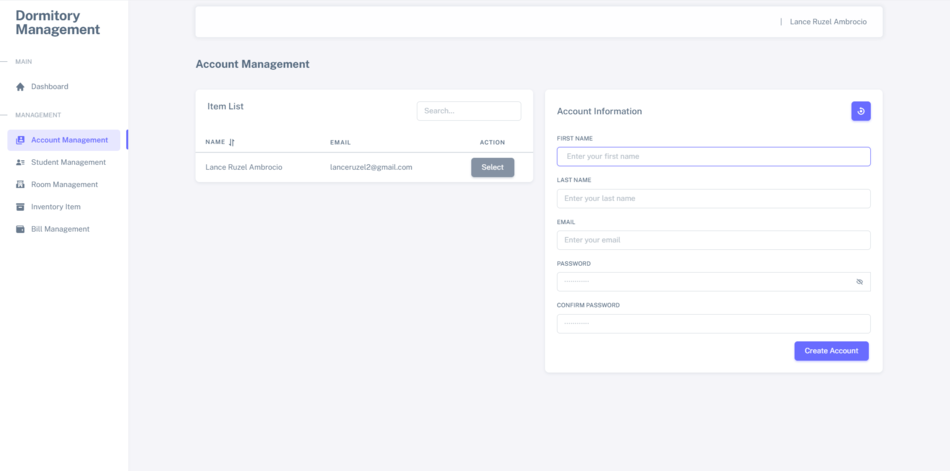 Dormitory
Management
MAIN
Dashboard
MANAGEMENT
Account Management
Student Management
Room Management
Inventory Item
Bill Management
| Lance Ruzel Ambrocio
Account Management
Item List
Search...
NAME EMAIL ACTION
Lance Ruzel Ambrocio lanceruzel2@gmail.com Select
Account Information
FIRST NAME
Enter your first name
LAST NAME
Enter your last name
EMAIL
Enter your email
PASSWORD
CONFIRM PASSWORD
Create Account